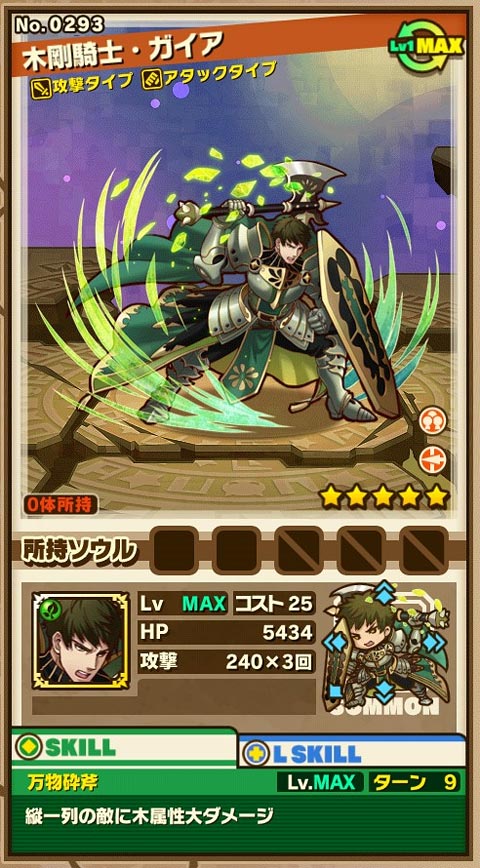 No.0293
木剛騎士・ガイア
Lv1 MAX
攻撃タイプ アタックタイプ
0体所持
所持ソウル
Lv MAX コスト 25
HP 5434
攻撃 240×3回
SUMMON
SKILL
L SKILL
万物砕斧 Lv.MAX ターン 9
縦一列の敵に木属性大ダメージ